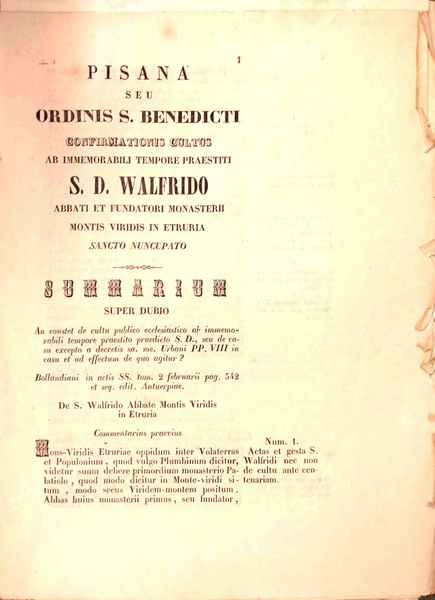 1
PISANA
SEU
ORDINIS S. BENEDICTI
CONFIRMATIONIS CULTUS
AB IMMEMORABILI TEMPORE PRAESTITI
S. D. WALFRIDO
ABBATI ET FUNDATORI MONASTERII
MONTIS VIRIDIS IN ETRURIA
SANCTO NUNCUPATO
SUMMARIUM
SUPER DUBIO
An constet de cultu publico ecclesiastico ab immemo-
rabili tempore praestito praedicto S. D., seu de ca-
su excepto a decretis sa. me. Urbani PP. VIII in
casu et ad effectum de quo agitur ?
Bollandiani in actis SS. tom. 2 februarii pag. 842
et seq. edit. Antuerpiae.
De S. Walfrido Abbate Montis Viridis
in Etruria
Commentarius praevius
Mons-Viridis Etruriae oppidum inter Volaterras
et Populonium, quod vulgo Plumbinum dicitur,
videtur suum debere primordium monasterio Pa-
latiolo, quod modo dicitur in Monte-viridi si-
tum, modo secus Viridem-montem positum.
Abbas huius monasterii primus, seu fundator,
Num. 1.
Actas et gesta S.
Walfridi nec non
de cultu ante cen-
tenariam.